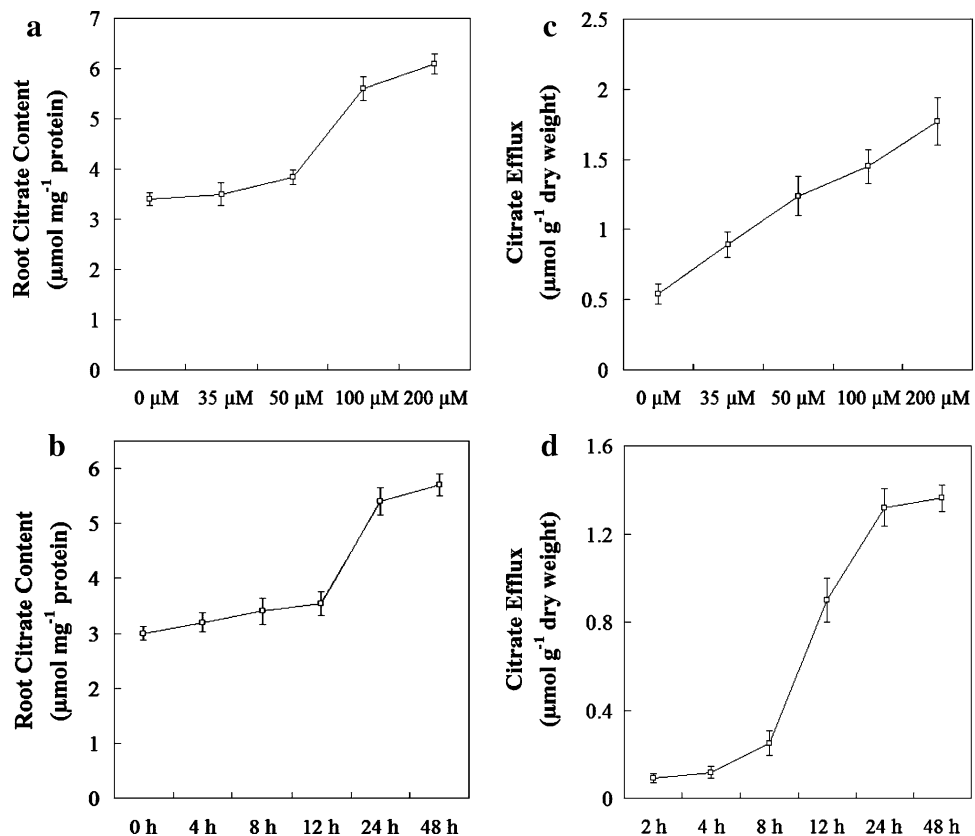 a
Root Citrate Content
(μmol mg⁻¹ protein)
7
6
5
4
3
2
1
0
0 μM 35 μM 50 μM 100 μM 200 μM
c
Citrate Efflux
(μmol g⁻¹ dry weight)
2.5
2
1.5
1
0.5
0
0 μM 35 μM 50 μM 100 μM 200 μM
b
Root Citrate Content
(μmol mg⁻¹ protein)
6
5
4
3
2
1
0
0 h 4 h 8 h 12 h 24 h 48 h
d
Citrate Efflux
(μmol g⁻¹ dry weight)
1.6
1.2
0.8
0.4
0
2 h 4 h 8 h 12 h 24 h 48 h